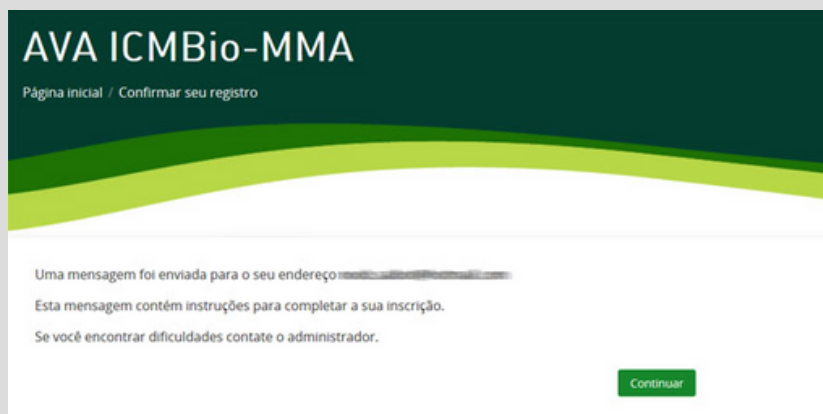 AVA ICMBio-MMA
Página inicial / Confirmar seu registro
Uma mensagem foi enviada para o seu endereço
Esta mensagem contém instruções para completar a sua inscrição.
Se você encontrar dificuldades contate o administrador.
Continuar